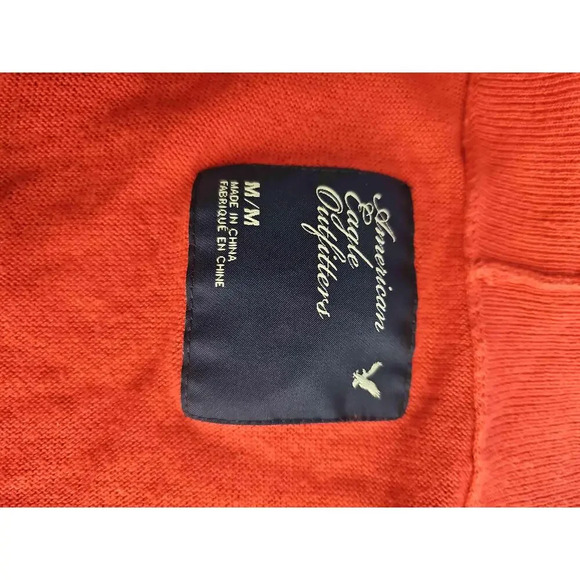 American
Eagle
Outfitters
M/M
MADE IN CHINA
FABRIQUÉ EN CHINE